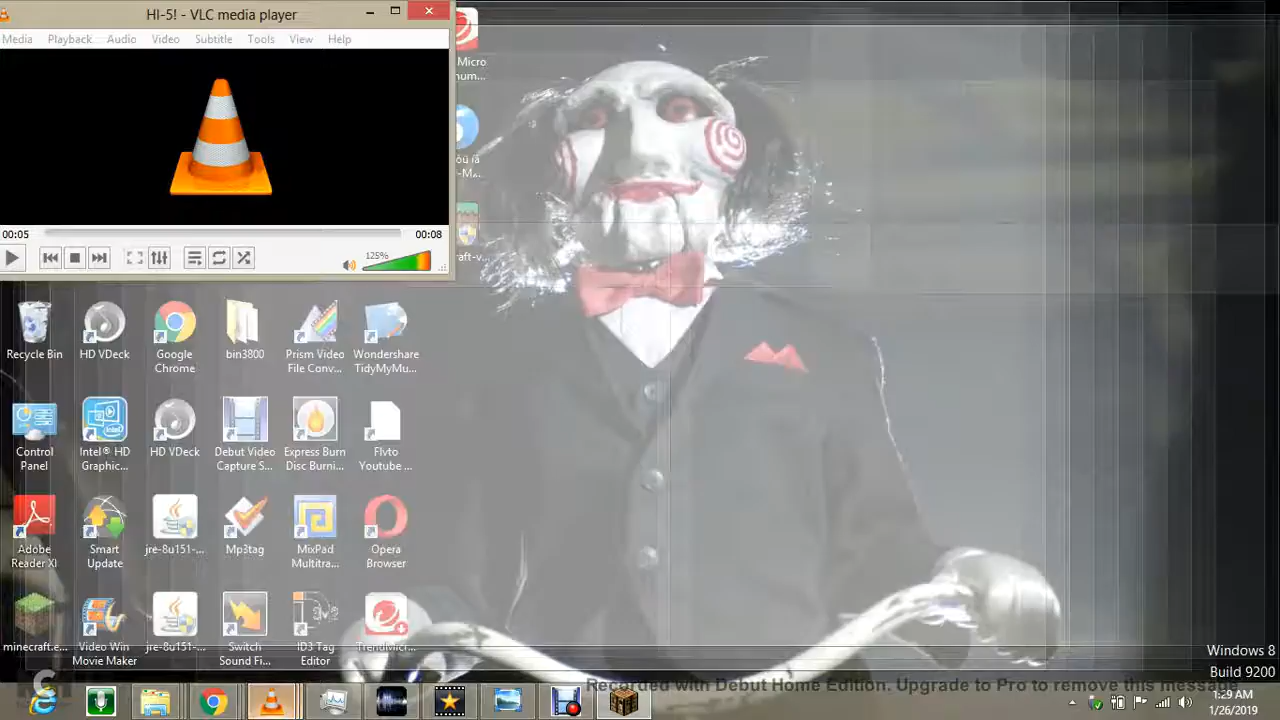 HI-5! - VLC media player
Media Playback Audio Video Subtitle Tools View Help
00:05 00:08
125%
Micro
Recycle Bin
HD VDeck
Google
Chrome
bin3800
Prism Video
File Conv...
Wondershare
TidyMyMu...
Control
Panel
Intel® HD
Graphic...
HD VDeck
Debut Video
Capture S...
Express Burn
Disc Burni...
Flvto
Youtube ...
Adobe
Reader XI
Smart
Update
jre-8u151-...
Mp3tag
MixPad
Multitra...
Opera
Browser
minecraft.e...
Video Win
Movie Maker
jre-8u151-...
Switch
Sound Fi...
ID3 Tag
Editor
TrendMicr...
Windows 8
Build 9200
Recorded with Debut Home Edition. Upgrade to Pro to remove this message
1:29 AM
1/26/2019